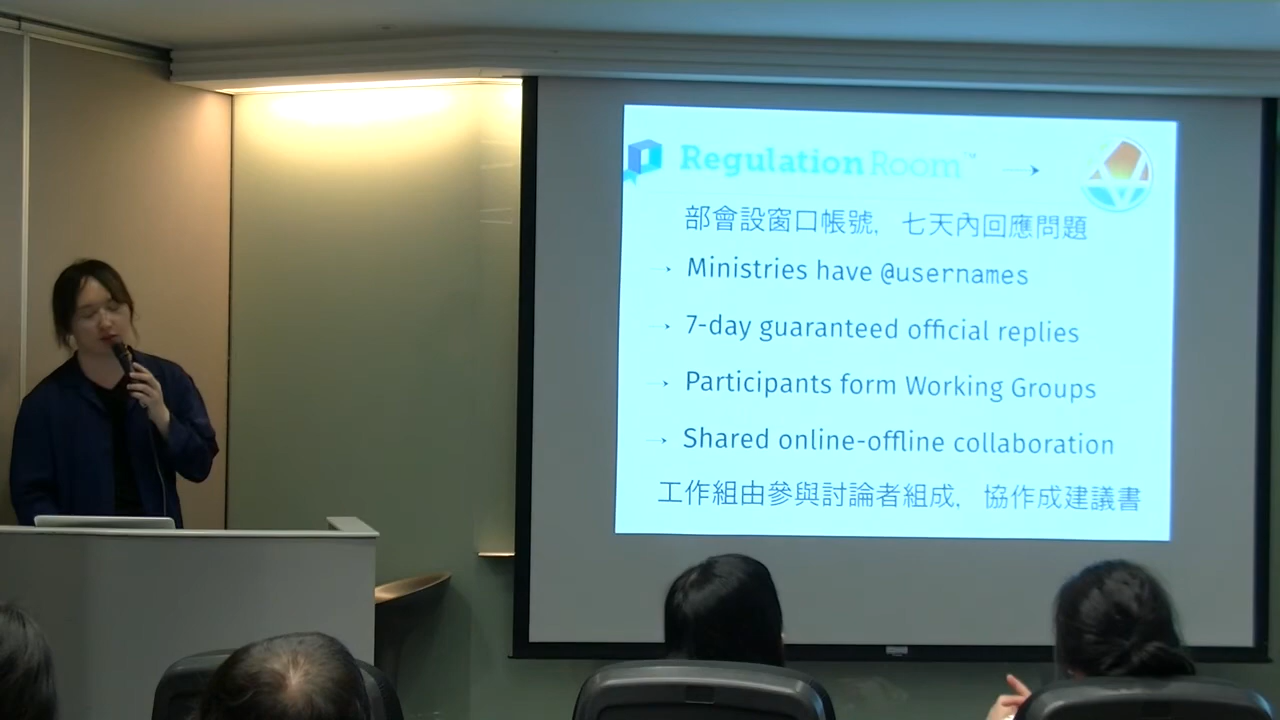 RegulationRoom™ →
部會設窗口帳號，七天內回應問題
→ Ministries have @usernames
→ 7-day guaranteed official replies
→ Participants form Working Groups
→ Shared online-offline collaboration
工作組由參與討論者組成，協作成建議書